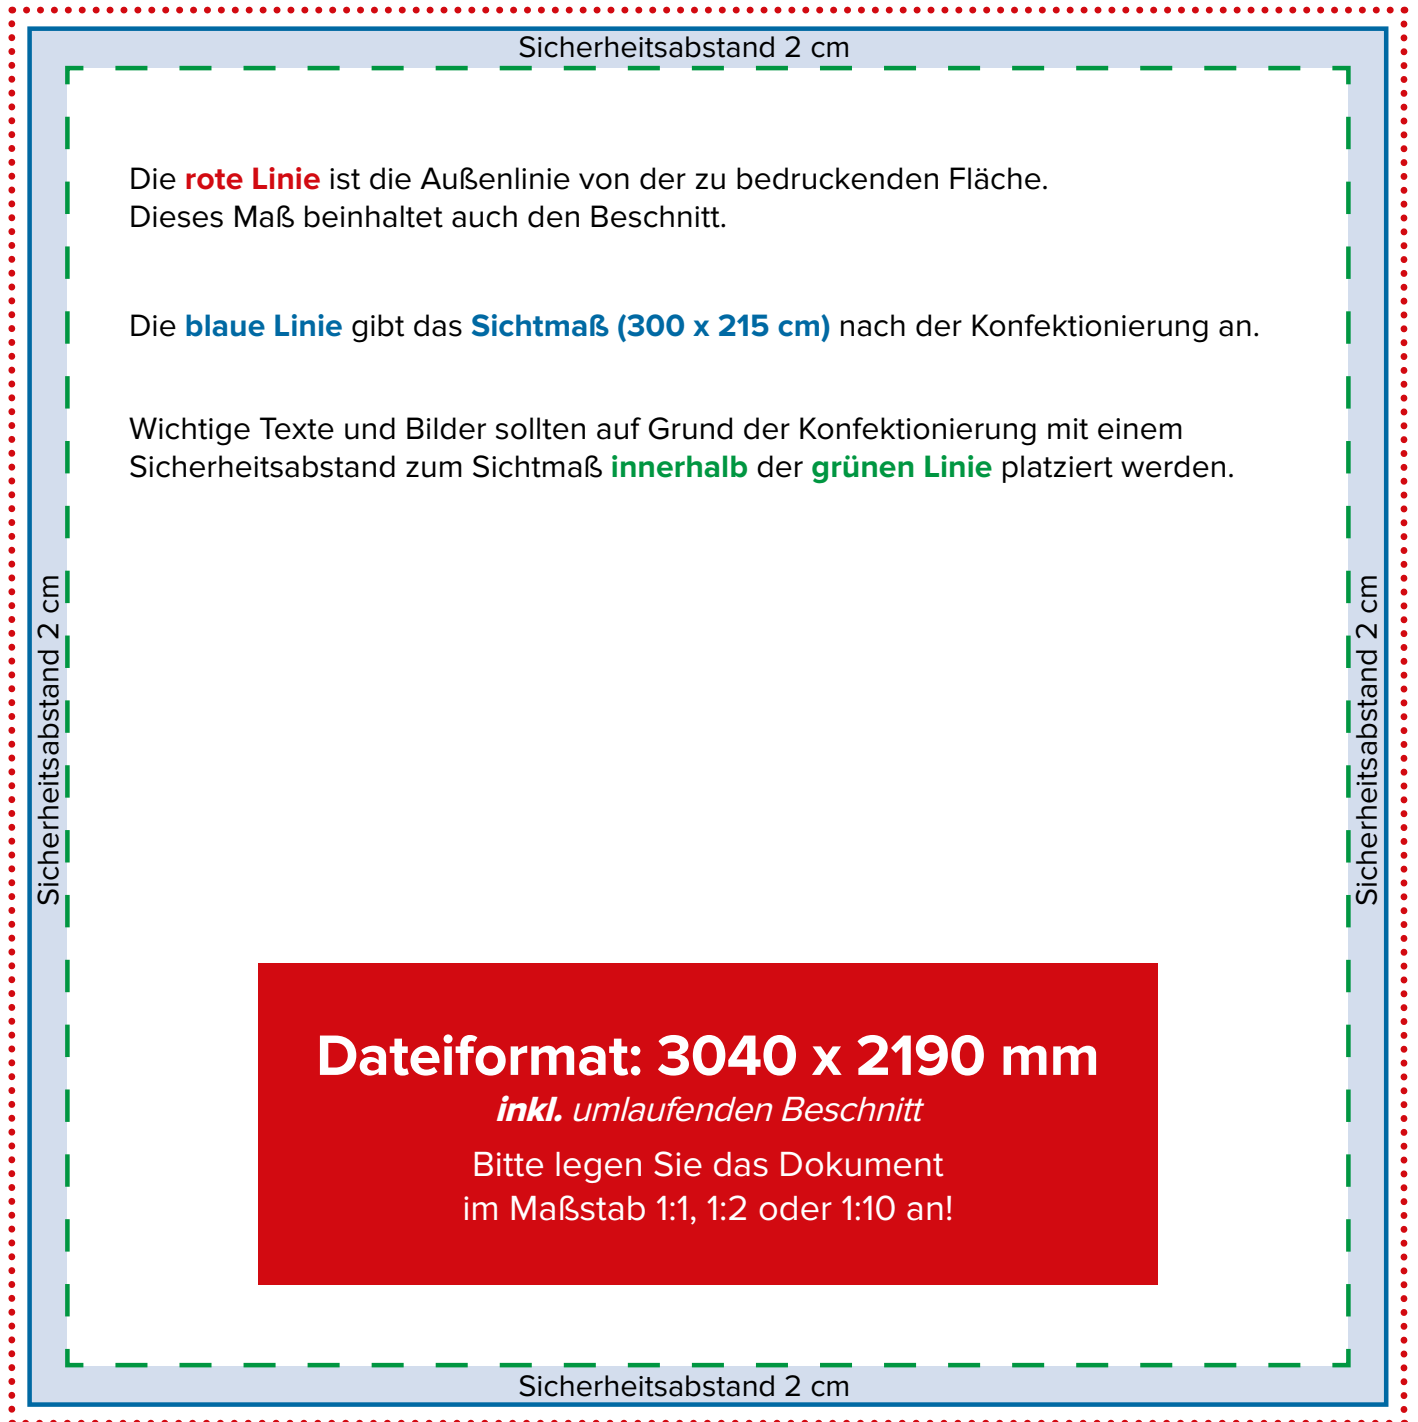 Sicherheitsabstand 2 cm
Die rote Linie ist die Außenlinie von der zu bedruckenden Fläche.
Dieses Maß beinhaltet auch den Beschnitt.
Die blaue Linie gibt das Sichtmaß (300 x 215 cm) nach der Konfektionierung an.
Wichtige Texte und Bilder sollten auf Grund der Konfektionierung mit einem
Sicherheitsabstand zum Sichtmaß innerhalb der grünen Linie platziert werden.
Sicherheitsabstand 2 cm
Sicherheitsabstand 2 cm
Dateiformat: 3040 x 2190 mm
inkl. umlaufenden Beschnitt
Bitte legen Sie das Dokument
im Maßstab 1:1, 1:2 oder 1:10 an!
Sicherheitsabstand 2 cm